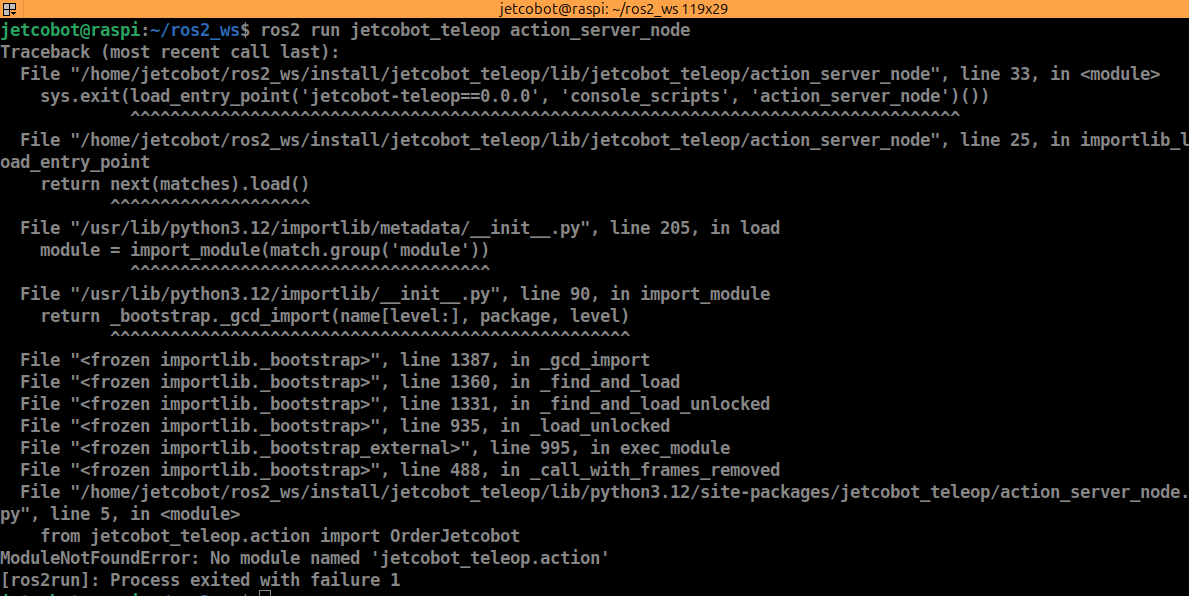 jetcobot@raspi: ~/ros2_ws 119x29
jetcobot@raspi:~/ros2_ws$ ros2 run jetcobot_teleop action_server_node
Traceback (most recent call last):
  File "/home/jetcobot/ros2_ws/install/jetcobot_teleop/lib/jetcobot_teleop/action_server_node", line 33, in <module>
    sys.exit(load_entry_point('jetcobot-teleop==0.0.0', 'console_scripts', 'action_server_node')())
             ^^^^^^^^^^^^^^^^^^^^^^^^^^^^^^^^^^^^^^^^^^^^^^^^^^^^^^^^^^^^^^^^^^^^^^^^^^^^^^^^^^^
  File "/home/jetcobot/ros2_ws/install/jetcobot_teleop/lib/jetcobot_teleop/action_server_node", line 25, in importlib_l
oad_entry_point
    return next(matches).load()
           ^^^^^^^^^^^^^^^^^^^^
  File "/usr/lib/python3.12/importlib/metadata/__init__.py", line 205, in load
    module = import_module(match.group('module'))
             ^^^^^^^^^^^^^^^^^^^^^^^^^^^^^^^^^^^^
  File "/usr/lib/python3.12/importlib/__init__.py", line 90, in import_module
    return _bootstrap._gcd_import(name[level:], package, level)
           ^^^^^^^^^^^^^^^^^^^^^^^^^^^^^^^^^^^^^^^^^^^^^^^^^^^^
  File "<frozen importlib._bootstrap>", line 1387, in _gcd_import
  File "<frozen importlib._bootstrap>", line 1360, in _find_and_load
  File "<frozen importlib._bootstrap>", line 1331, in _find_and_load_unlocked
  File "<frozen importlib._bootstrap>", line 935, in _load_unlocked
  File "<frozen importlib._bootstrap_external>", line 995, in exec_module
  File "<frozen importlib._bootstrap>", line 488, in _call_with_frames_removed
  File "/home/jetcobot/ros2_ws/install/jetcobot_teleop/lib/python3.12/site-packages/jetcobot_teleop/action_server_node.
py", line 5, in <module>
    from jetcobot_teleop.action import OrderJetcobot
ModuleNotFoundError: No module named 'jetcobot_teleop.action'
[ros2run]: Process exited with failure 1